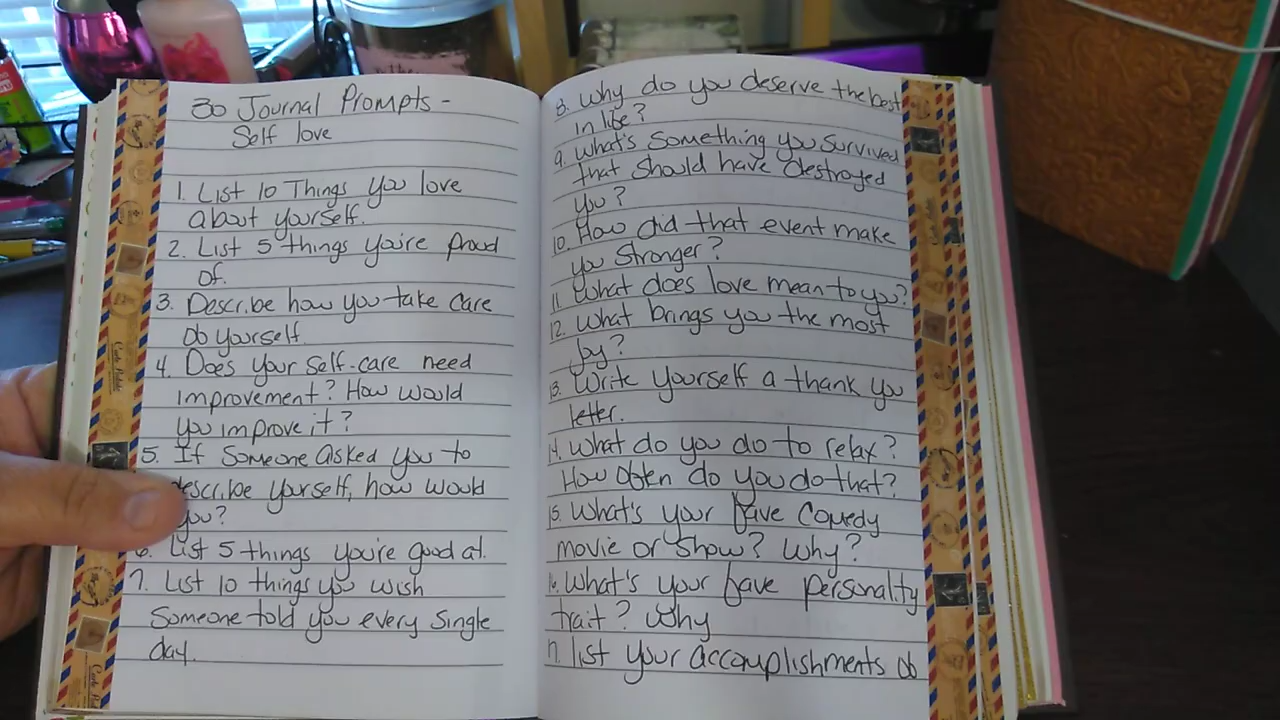 30 Journal Prompts -
Self love
1. List 10 Things You love
about yourself.
2. List 5 things you're proud
of.
3. Describe how you take care
of yourself.
4. Does your self-care need
improvement? How would
you improve it?
5. If Someone asked you to
describe yourself, how would
you?
6. List 5 things you're good at.
7. List 10 things you wish
Someone told you every single
day.
8. Why do you deserve the best
in life?
9. What's Something you Survived
that should have destroyed
you?
10. How did that event make
you Stronger?
11. What does love mean to you?
12. What brings you the most
joy?
13. Write yourself a thank you
letter.
14. What do you do to relax?
How often do you do that?
15. What's your fave Comedy
movie or Show? Why?
16. What's your fave personality
trait? Why
17. list your accomplishments of